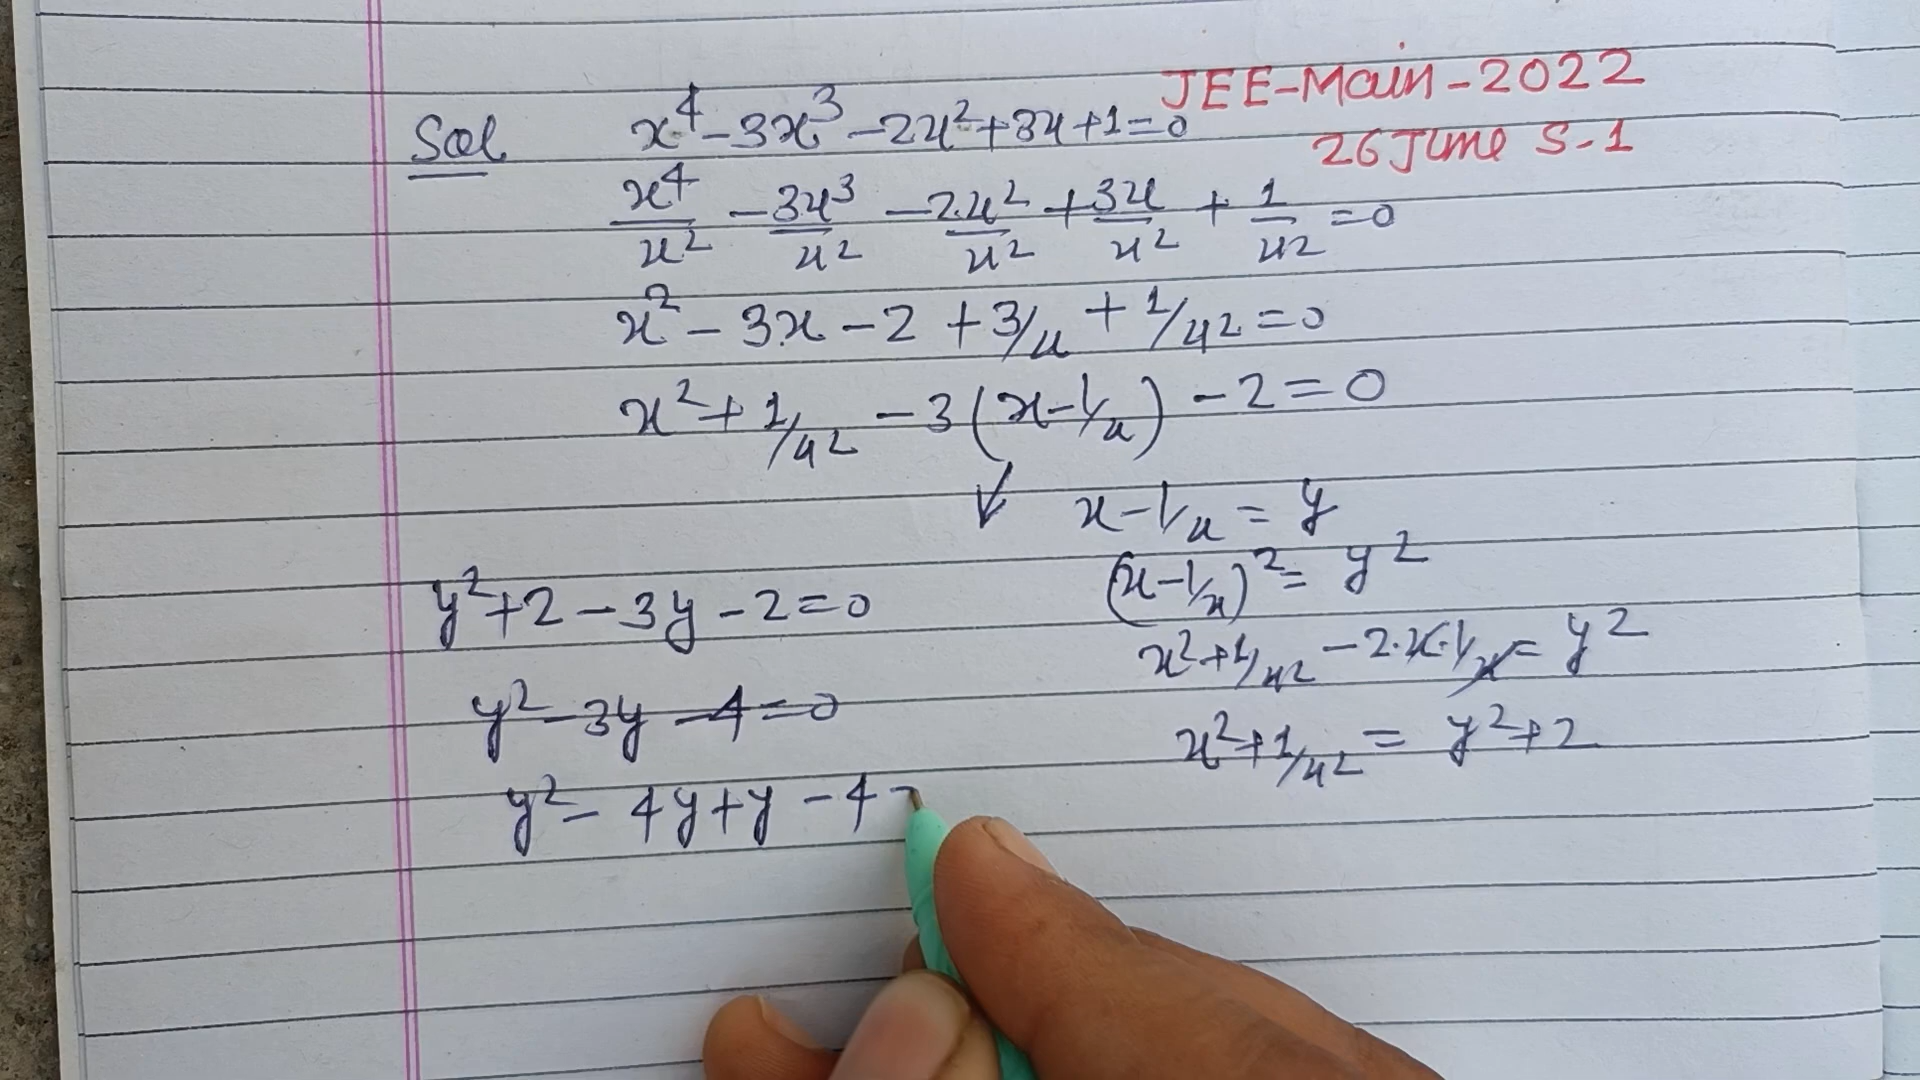 JEE-Main-2022
26 June S-1
Sol x⁴-3x³-2x²+3x+1=0
x⁴/x² - 3x³/x² - 2x²/x² + 3x/x² + 1/x² = 0
x² - 3x - 2 + 3/x + 1/x² = 0
x² + 1/x² - 3(x-1/x) - 2 = 0
↓ x-1/x = y
(x-1/x)² = y²
y²+2-3y-2=0
x²+1/x² -2.x.1/x = y²
y²-3y-4=0
x²+1/x² = y²+2
y²-4y+y-4-